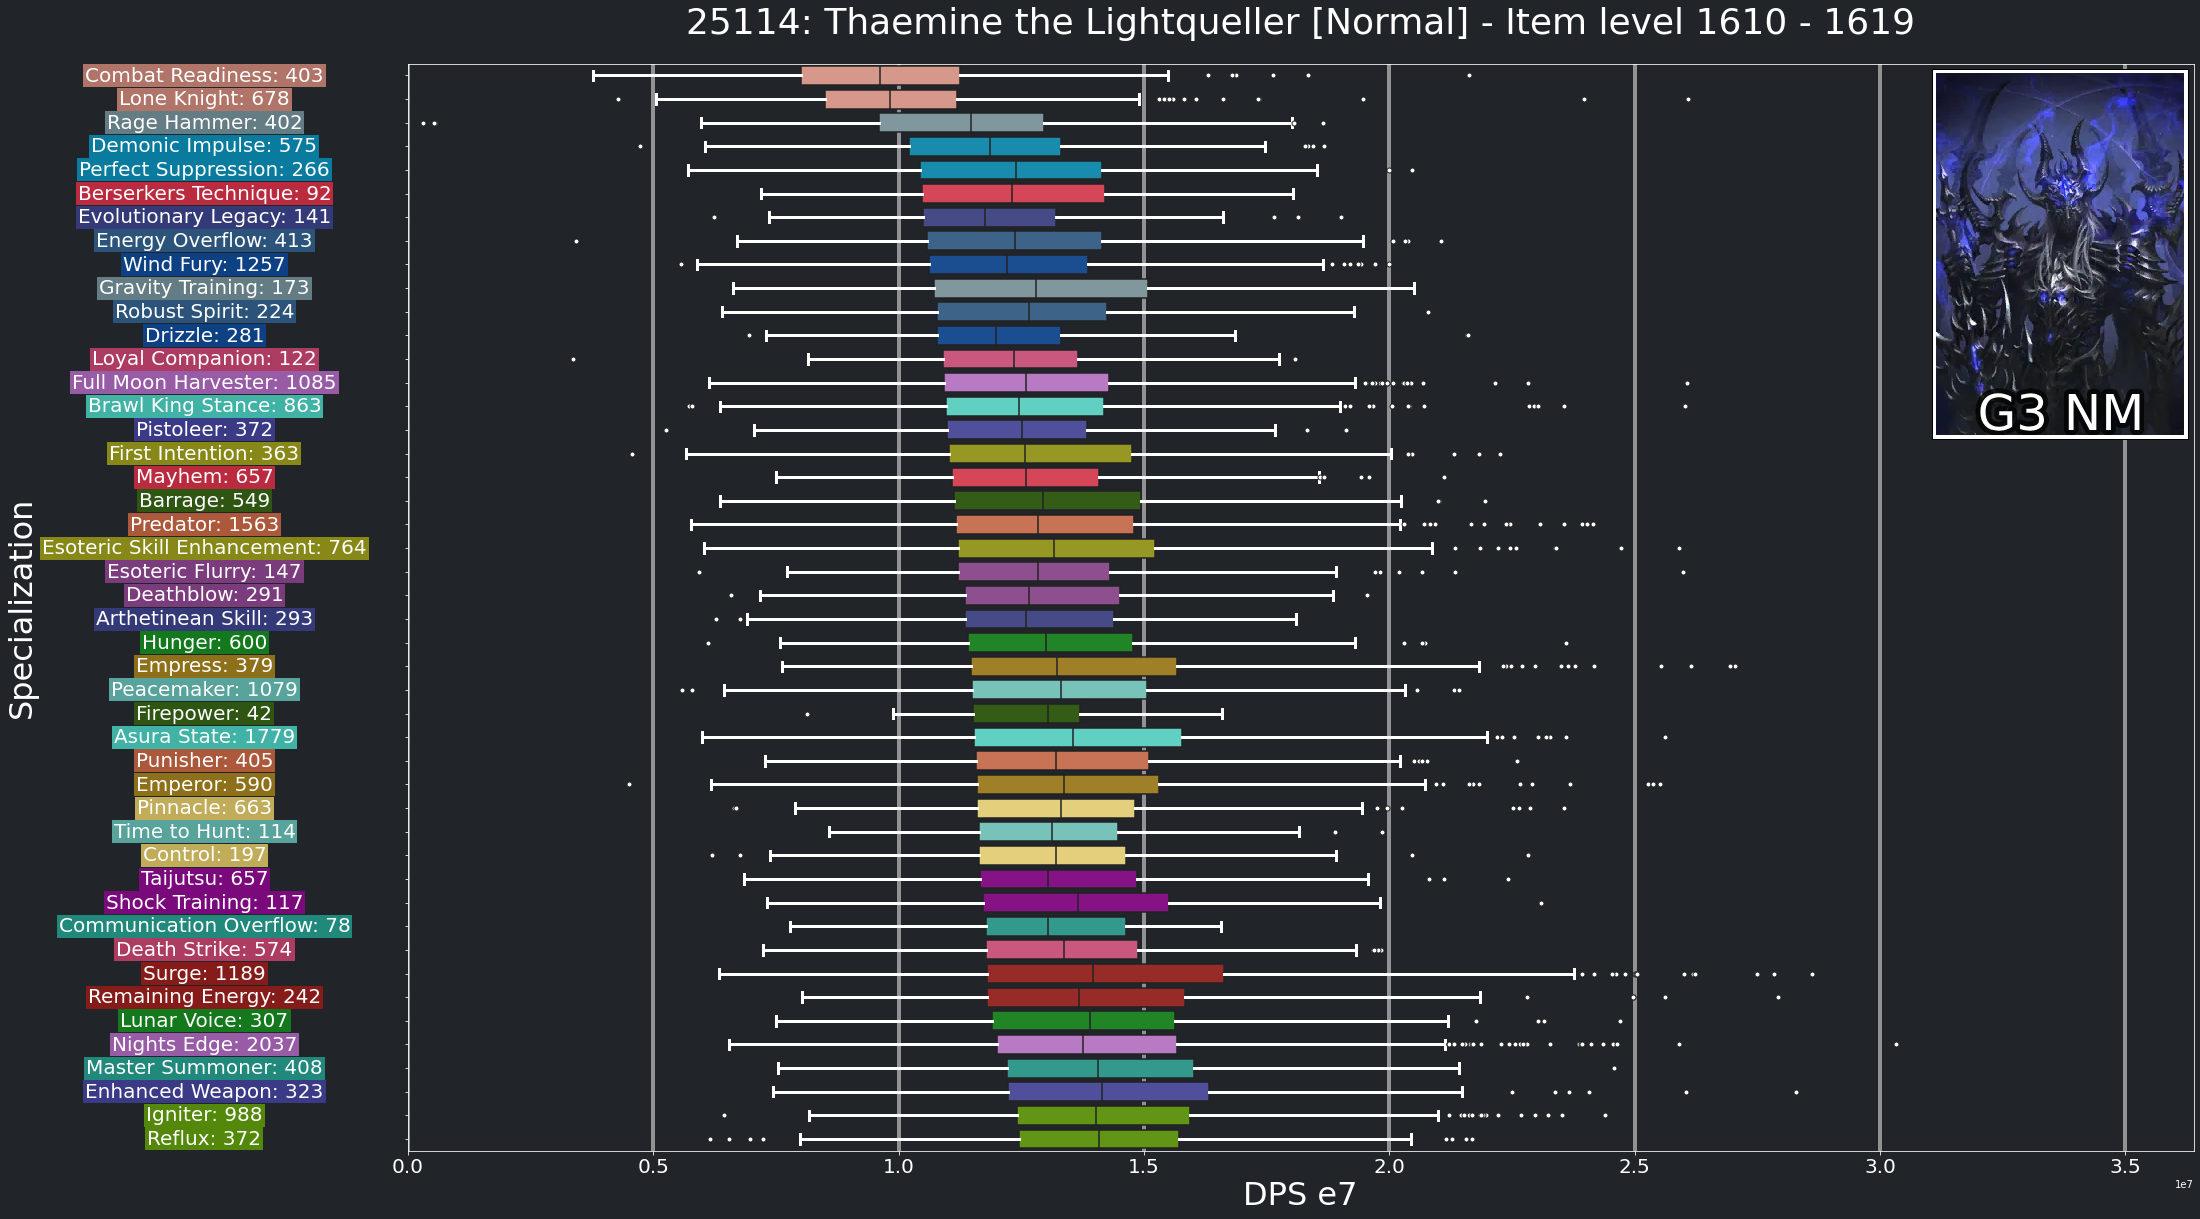 25114: Thaemine the Lightqueller [Normal] - Item level 1610 - 1619
Combat Readiness: 403
Lone Knight: 678
Rage Hammer: 402
Demonic Impulse: 575
Perfect Suppression: 266
Berserkers Technique: 92
Evolutionary Legacy: 141
Energy Overflow: 413
Wind Fury: 1257
Gravity Training: 173
Robust Spirit: 224
Drizzle: 281
Loyal Companion: 122
Full Moon Harvester: 1085
Brawl King Stance: 863
Pistoleer: 372
First Intention: 363
Mayhem: 657
Barrage: 549
Predator: 1563
Esoteric Skill Enhancement: 764
Esoteric Flurry: 147
Deathblow: 291
Arthetinean Skill: 293
Hunger: 600
Empress: 379
Peacemaker: 1079
Firepower: 42
Asura State: 1779
Punisher: 405
Emperor: 590
Pinnacle: 663
Time to Hunt: 114
Control: 197
Taijutsu: 657
Shock Training: 117
Communication Overflow: 78
Death Strike: 574
Surge: 1189
Remaining Energy: 242
Lunar Voice: 307
Nights Edge: 2037
Master Summoner: 408
Enhanced Weapon: 323
Igniter: 988
Reflux: 372
Specialization
G3 NM
0.0 0.5 1.0 1.5 2.0 2.5 3.0 3.5
1e7
DPS e7